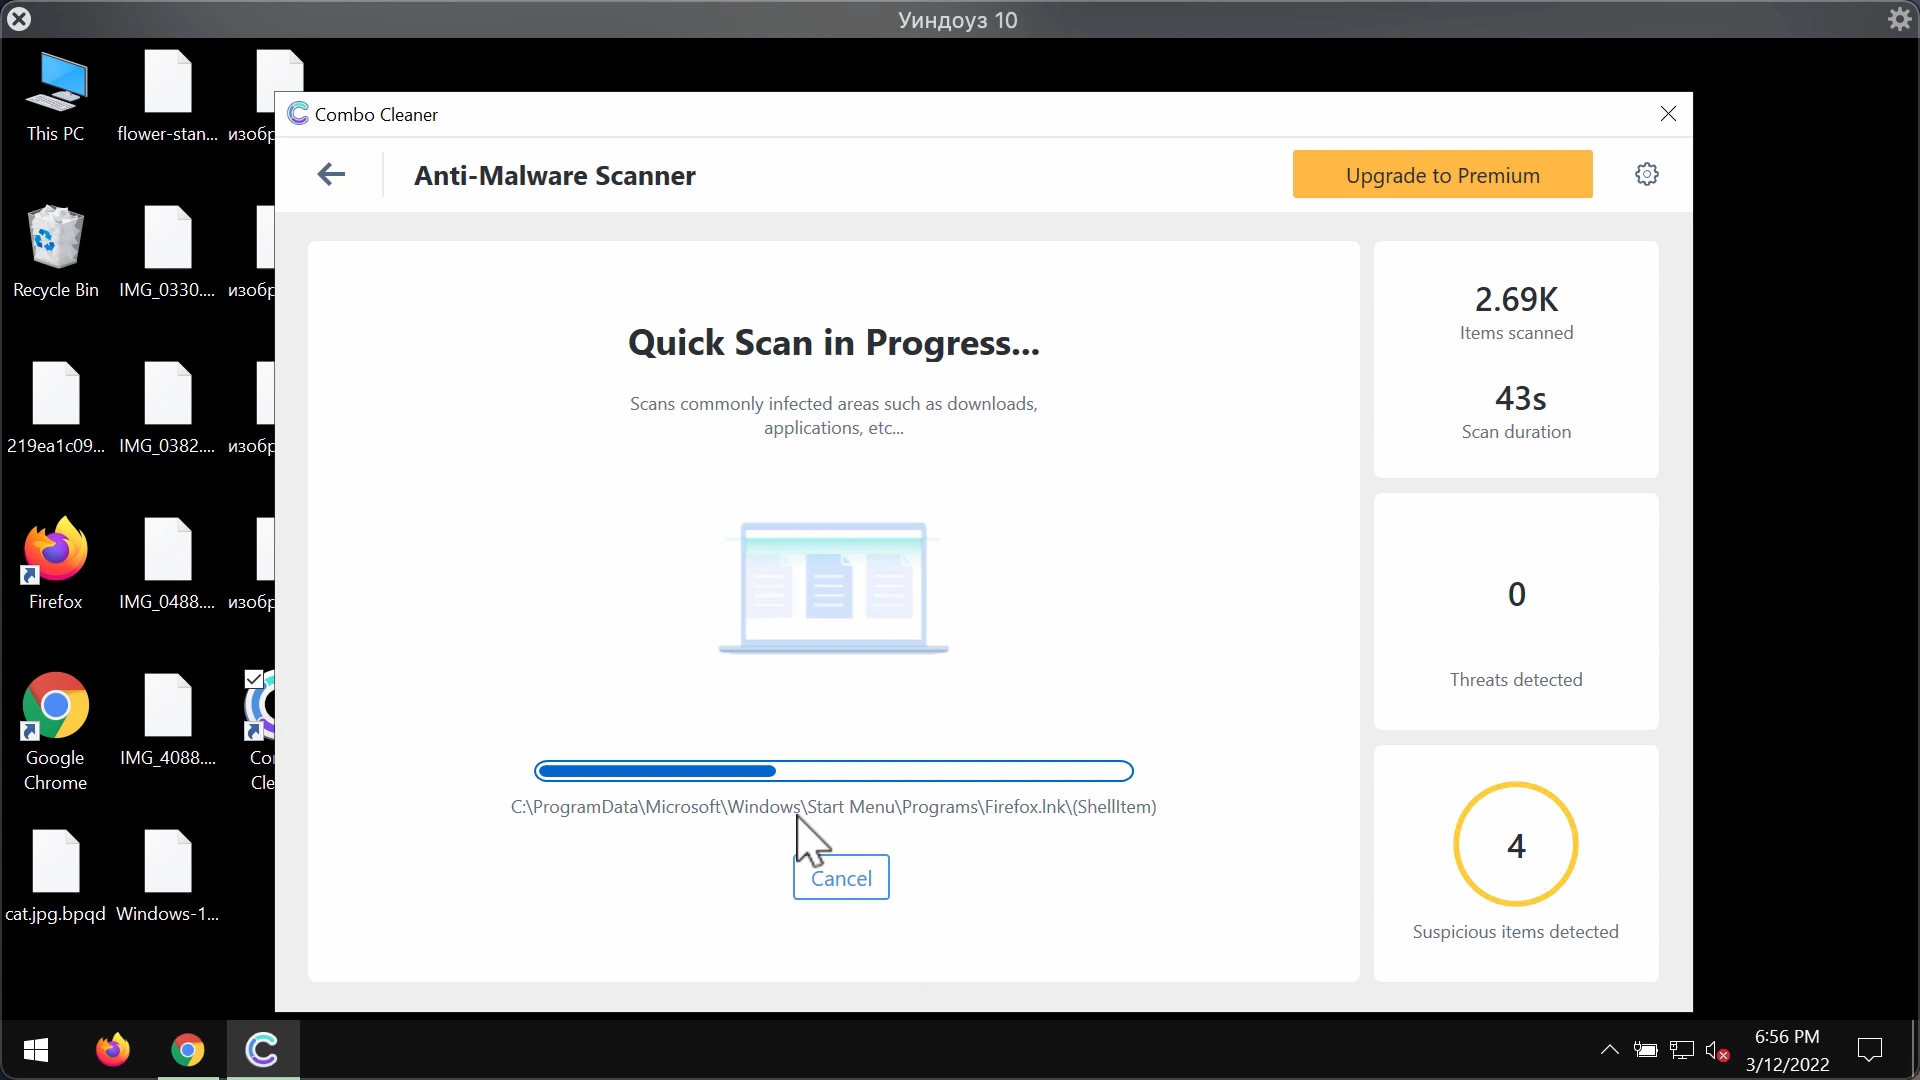 Уиндоуз 10
This PC
flower-stan...
изобр
Combo Cleaner
Anti-Malware Scanner
Upgrade to Premium
Recycle Bin
IMG_0330....
изобр
219ea1c09...
IMG_0382....
изобр
Firefox
IMG_0488....
изобр
Google
Chrome
IMG_4088....
Co
Cle
cat.jpg.bpqd
Windows-1...
Quick Scan in Progress...
Scans commonly infected areas such as downloads,
applications, etc...
C:\ProgramData\Microsoft\Windows\Start Menu\Programs\Firefox.lnk\(ShellItem)
Cancel
2.69K
Items scanned
43s
Scan duration
0
Threats detected
4
Suspicious items detected
6:56 PM
3/12/2022